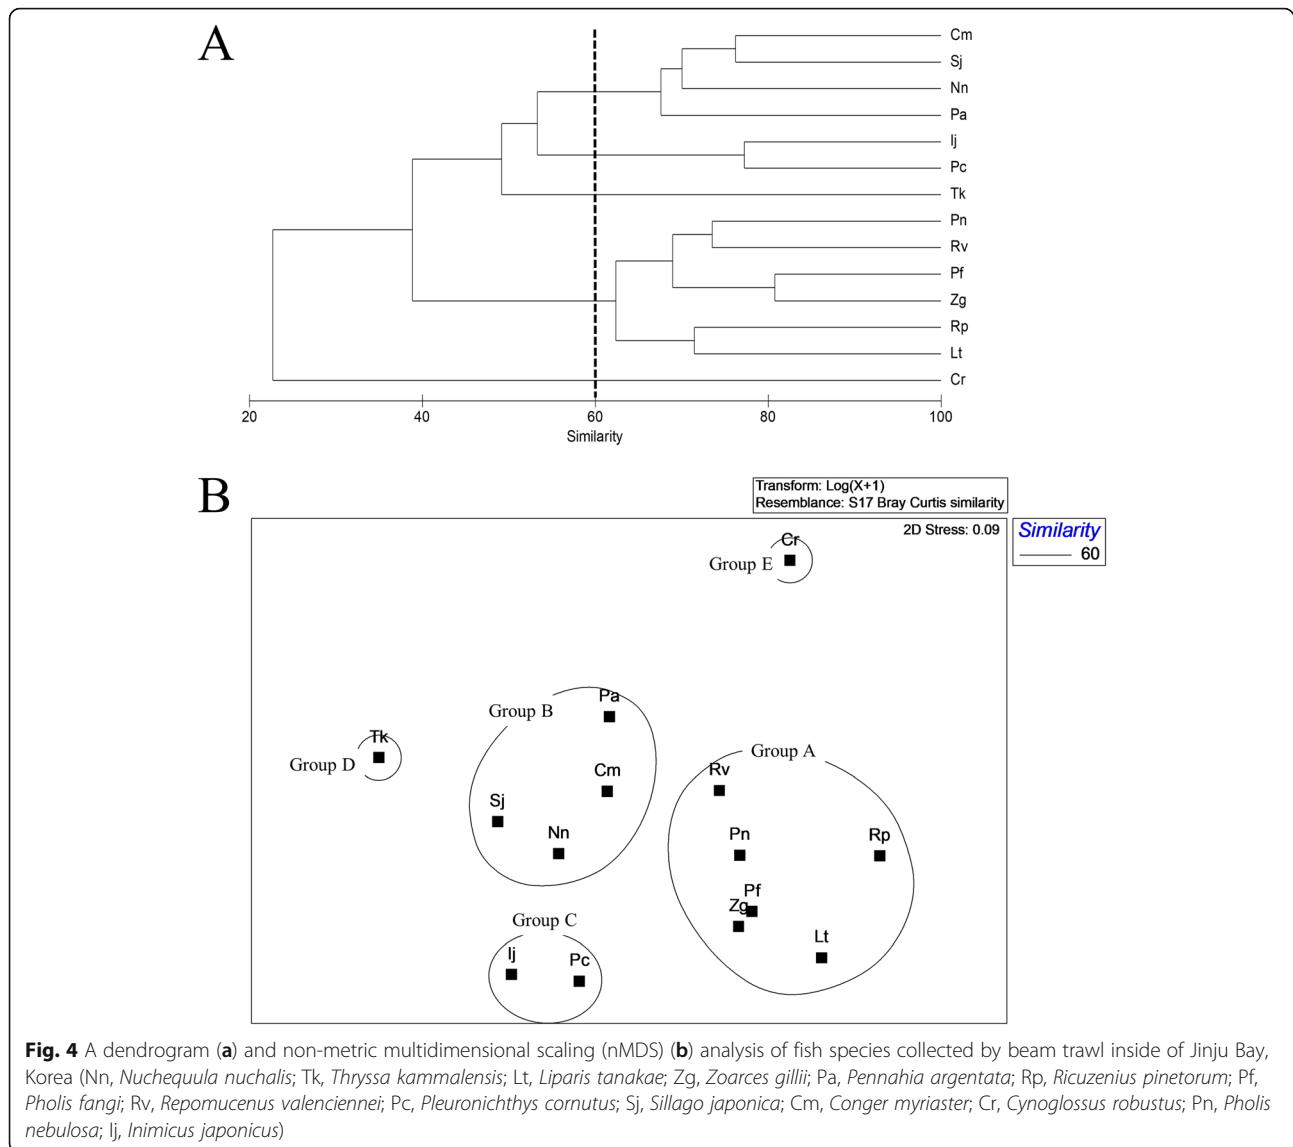 A
Cm
Sj
Nn
Pa
Ij
Pc
Tk
Pn
Rv
Pf
Zg
Rp
Lt
Cr
20 40 60 80 100
Similarity
B
Transform: Log(X+1)
Resemblance: S17 Bray Curtis similarity
2D Stress: 0.09
Similarity
60
Cr
Group E
Pa
Group B
Tk
Group D
Group A
Rv
Cm
Sj
Nn
Pn
Rp
Pf
Zg
Group C
Lt
Ij
Pc
Fig. 4 A dendrogram (a) and non-metric multidimensional scaling (nMDS) (b) analysis of fish species collected by beam trawl inside of Jinju Bay,
Korea (Nn, Nuchequula nuchalis; Tk, Thryssa kammalensis; Lt, Liparis tanakae; Zg, Zoarces gillii; Pa, Pennahia argentata; Rp, Ricuzenius pinetorum; Pf,
Pholis fangi; Rv, Repomucenus valenciennei; Pc, Pleuronichthys cornutus; Sj, Sillago japonica; Cm, Conger myriaster; Cr, Cynoglossus robustus; Pn, Pholis
nebulosa; Ij, Inimicus japonicus)